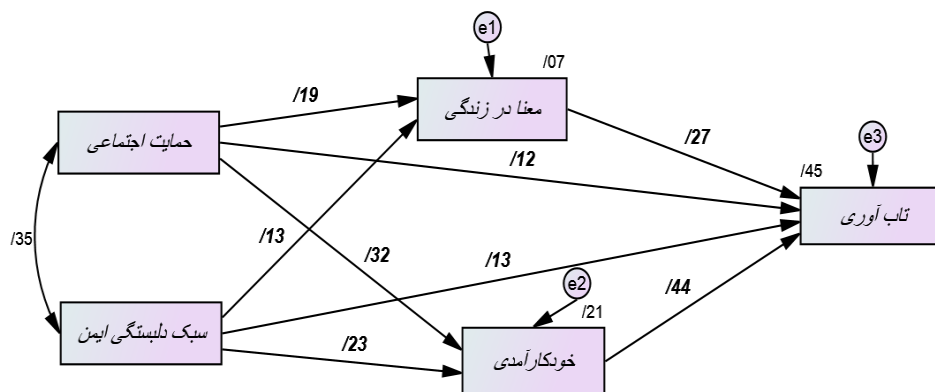 e1
/07
/19
معنا در زندگی
حمایت اجتماعی
/27
/12
e3
/45
تاب آوری
/35
/13
/32
/13
e2
/44
/21
سبک دلبستگی ایمن
/23
خودکارآمدی